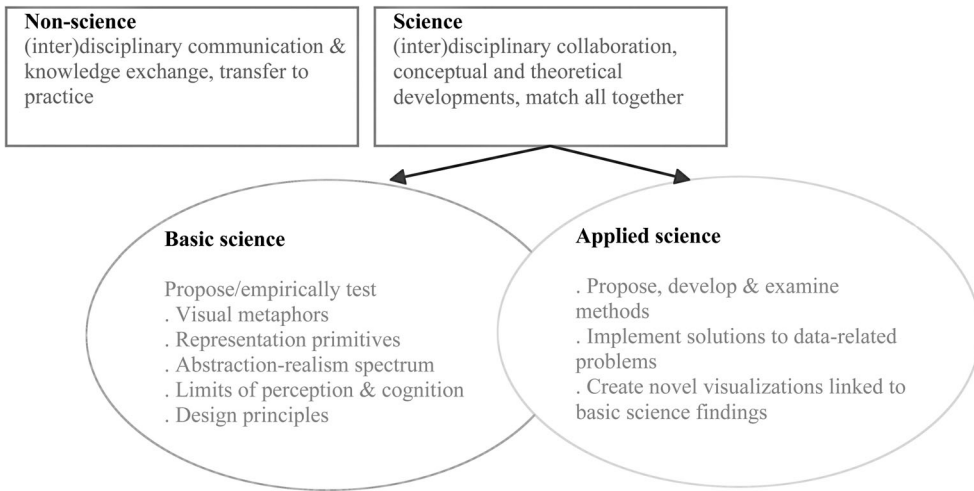 Non-science
(inter)disciplinary communication &
knowledge exchange, transfer to
practice
Science
(inter)disciplinary collaboration,
conceptual and theoretical
developments, match all together
Basic science
Propose/empirically test
. Visual metaphors
. Representation primitives
. Abstraction-realism spectrum
. Limits of perception & cognition
. Design principles
Applied science
. Propose, develop & examine
methods
. Implement solutions to data-related
problems
. Create novel visualizations linked to
basic science findings